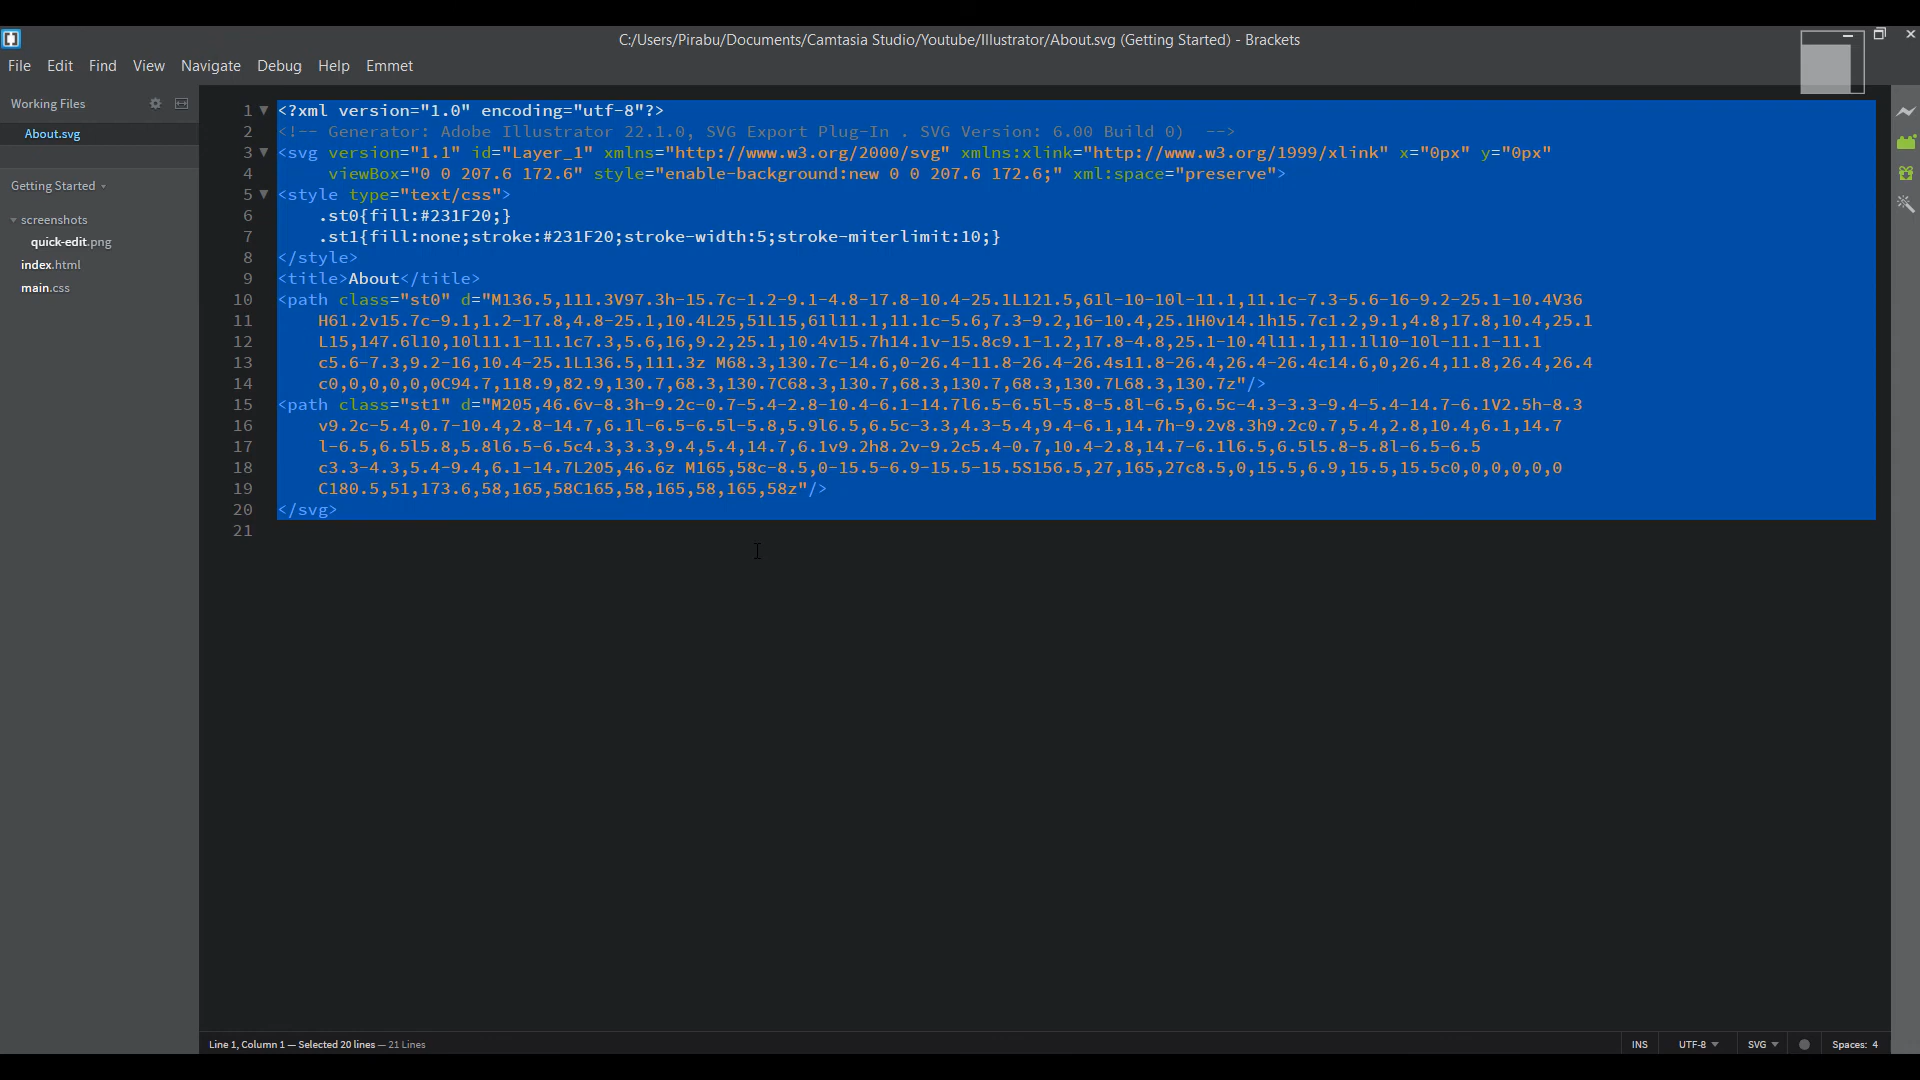 C:/Users/Pirabu/Documents/Camtasia Studio/Youtube/Illustrator/About.svg (Getting Started) - Brackets
File Edit Find View Navigate Debug Help Emmet
Working Files
About.svg
Getting Started
screenshots
quick-edit.png
index.html
main.css
1 <?xml version="1.0" encoding="utf-8"?>
2 <!-- Generator: Adobe Illustrator 22.1.0, SVG Export Plug-In . SVG Version: 6.00 Build 0)  -->
3 <svg version="1.1" id="Layer_1" xmlns="http://www.w3.org/2000/svg" xmlns:xlink="http://www.w3.org/1999/xlink" x="0px" y="0px"
4 viewBox="0 0 207.6 172.6" style="enable-background:new 0 0 207.6 172.6;" xml:space="preserve">
5 <style type="text/css">
6 .st0{fill:#231F20;}
7 .st1{fill:none;stroke:#231F20;stroke-width:5;stroke-miterlimit:10;}
8 </style>
9 <title>About</title>
10 <path class="st0" d="M136.5,111.3V97.3h-15.7c-1.2-9.1-4.8-17.8-10.4-25.1L121.5,61l-10-10l-11.1,11.1c-7.3-5.6-16-9.2-25.1-10.4V36
11 H61.2v15.7c-9.1,1.2-17.8,4.8-25.1,10.4L25,51L15,61l11.1,11.1c-5.6,7.3-9.2,16-10.4,25.1H0v14.1h15.7c1.2,9.1,4.8,17.8,10.4,25.1
12 L15,147.6l10,10l11.1-11.1c7.3,5.6,16,9.2,25.1,10.4v15.7h14.1v-15.8c9.1-1.2,17.8-4.8,25.1-10.4l11.1,11.1l10-10l-11.1-11.1
13 c5.6-7.3,9.2-16,10.4-25.1L136.5,111.3z M68.3,130.7c-14.6,0-26.4-11.8-26.4-26.4s11.8-26.4,26.4-26.4c14.6,0,26.4,11.8,26.4,26.4
14 c0,0,0,0,0,0C94.7,118.9,82.9,130.7,68.3,130.7C68.3,130.7,68.3,130.7,68.3,130.7L68.3,130.7z"/>
15 <path class="st1" d="M205,46.6v-8.3h-9.2c-0.7-5.4-2.8-10.4-6.1-14.7l6.5-6.5l-5.8-5.8l-6.5,6.5c-4.3-3.3-9.4-5.4-14.7-6.1V2.5h-8.3
16 v9.2c-5.4,0.7-10.4,2.8-14.7,6.1l-6.5-6.5l-5.8,5.9l6.5,6.5c-3.3,4.3-5.4,9.4-6.1,14.7h-9.2v8.3h9.2c0.7,5.4,2.8,10.4,6.1,14.7
17 l-6.5,6.5l5.8,5.8l6.5-6.5c4.3,3.3,9.4,5.4,14.7,6.1v9.2h8.2v-9.2c5.4-0.7,10.4-2.8,14.7-6.1l6.5,6.5l5.8-5.8l-6.5-6.5
18 c3.3-4.3,5.4-9.4,6.1-14.7L205,46.6z M165,58c-8.5,0-15.5-6.9-15.5-15.5S156.5,27,165,27c8.5,0,15.5,6.9,15.5,15.5c0,0,0,0,0,0
19 C180.5,51,173.6,58,165,58C165,58,165,58,165,58z"/>
20 </svg>
21
Line 1, Column 1 — Selected 20 lines — 21 Lines
INS UTF-8 SVG Spaces: 4